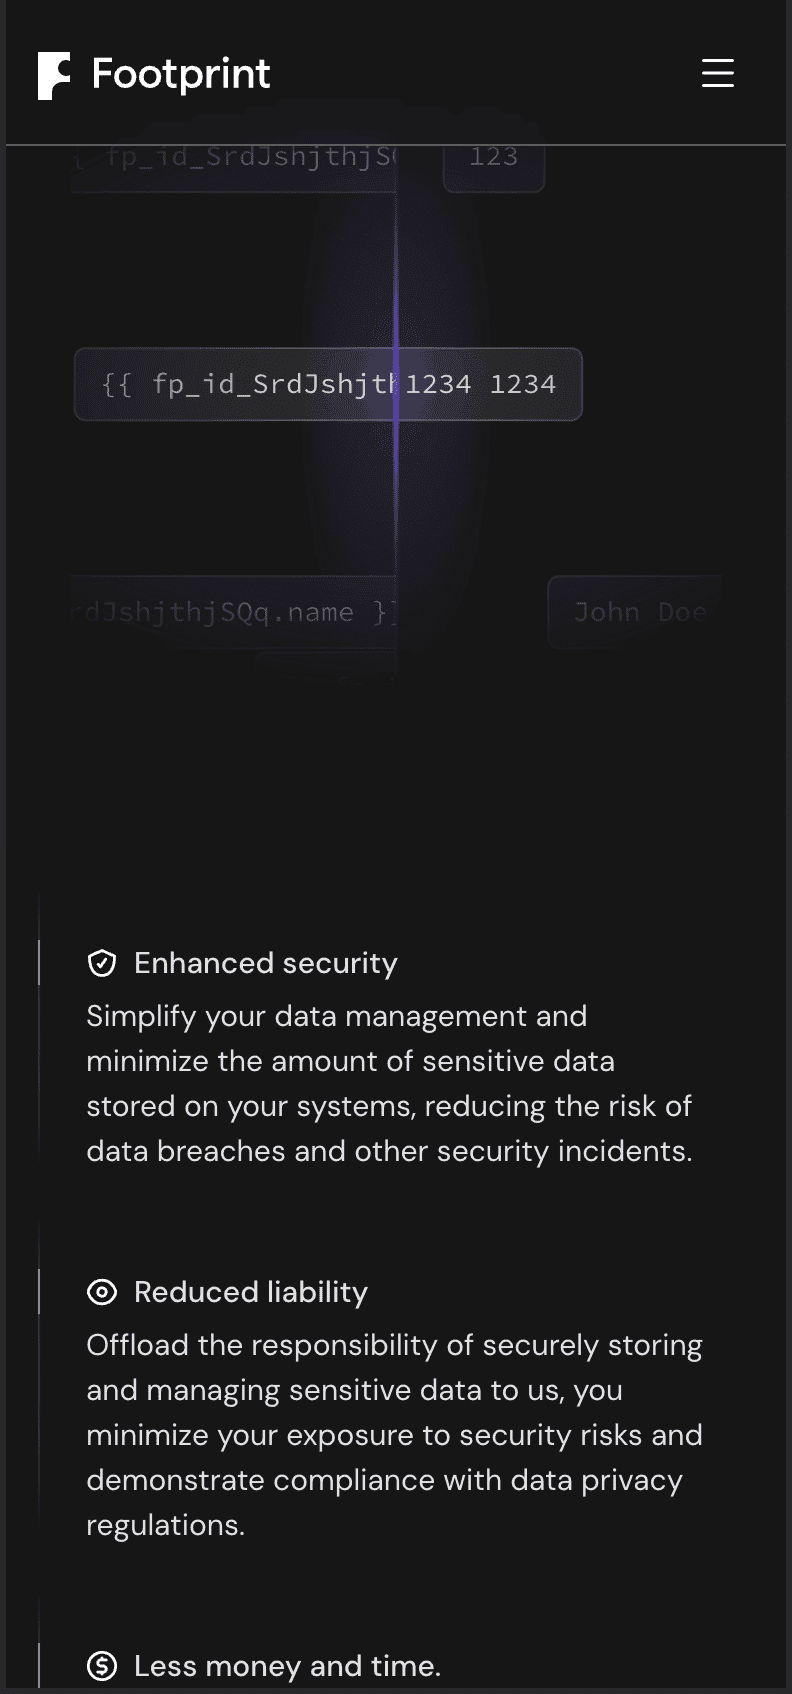 Footprint
{ fp_id_SrdJshjthjS 123
{{ fp_id_SrdJshjth 1234 1234
rdJshjthjSQq.name }} John Doe
Enhanced security
Simplify your data management and
minimize the amount of sensitive data
stored on your systems, reducing the risk of
data breaches and other security incidents.
Reduced liability
Offload the responsibility of securely storing
and managing sensitive data to us, you
minimize your exposure to security risks and
demonstrate compliance with data privacy
regulations.
Less money and time.